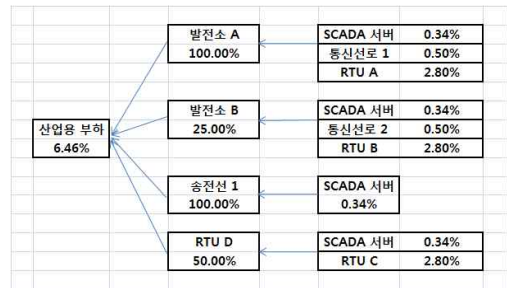 발전소 A
100.00%
SCADA 서버 0.34%
통신선로 1 0.50%
RTU A 2.80%
산업용 부하
6.46%
발전소 B
25.00%
SCADA 서버 0.34%
통신선로 2 0.50%
RTU B 2.80%
송전선 1
100.00%
SCADA 서버
0.34%
RTU D
50.00%
SCADA 서버 0.34%
RTU C 2.80%